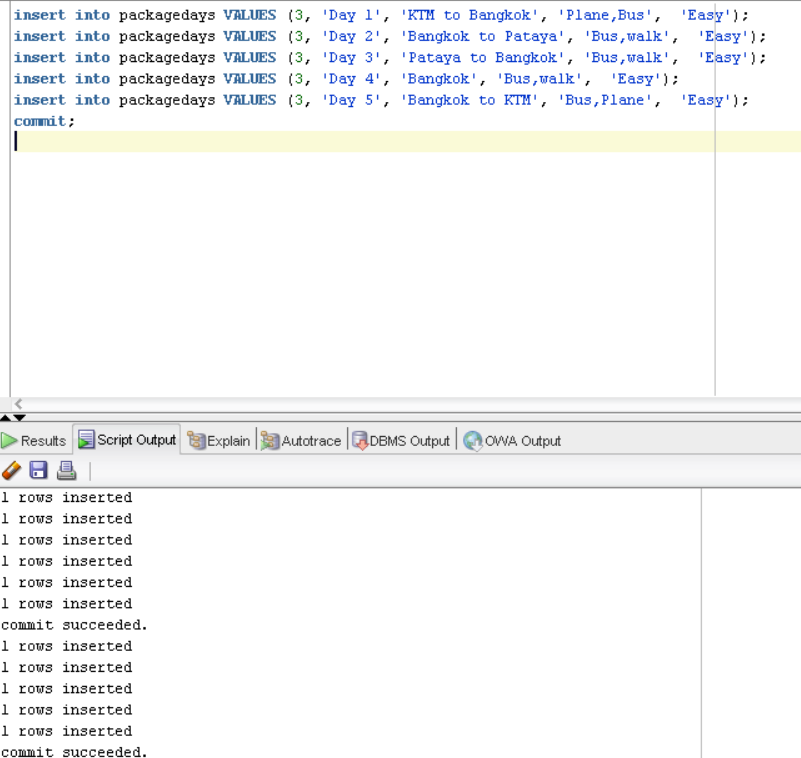 insert into packagedays VALUES (3, 'Day 1', 'KTM to Bangkok', 'Plane,Bus',  'Easy');
insert into packagedays VALUES (3, 'Day 2', 'Bangkok to Pataya', 'Bus,walk',  'Easy');
insert into packagedays VALUES (3, 'Day 3', 'Pataya to Bangkok', 'Bus,walk',  'Easy');
insert into packagedays VALUES (3, 'Day 4', 'Bangkok', 'Bus,walk',  'Easy');
insert into packagedays VALUES (3, 'Day 5', 'Bangkok to KTM', 'Bus,Plane',  'Easy');
commit;
Results Script Output Explain Autotrace DBMS Output OWA Output
1 rows inserted
1 rows inserted
1 rows inserted
1 rows inserted
1 rows inserted
1 rows inserted
commit succeeded.
1 rows inserted
1 rows inserted
1 rows inserted
1 rows inserted
1 rows inserted
commit succeeded.